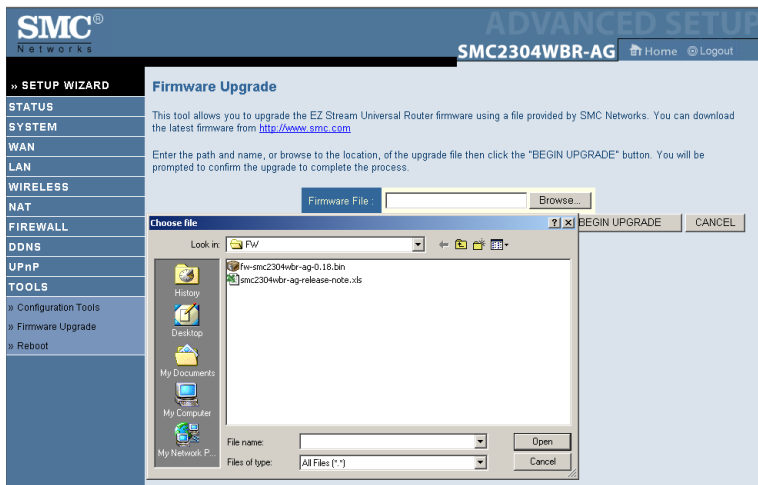 SMC®
Networks
ADVANCED SETUP
SMC2304WBR-AG
Home
Logout
» SETUP WIZARD
STATUS
SYSTEM
WAN
LAN
WIRELESS
NAT
FIREWALL
DDNS
UPnP
TOOLS
» Configuration Tools
» Firmware Upgrade
» Reboot
Firmware Upgrade
This tool allows you to upgrade the EZ Stream Universal Router firmware using a file provided by SMC Networks. You can download
the latest firmware from http://www.smc.com
Enter the path and name, or browse to the location, of the upgrade file then click the "BEGIN UPGRADE" button. You will be
prompted to confirm the upgrade to complete the process.
Firmware File :
Browse...
BEGIN UPGRADE
CANCEL
Choose file
Look in:
FW
History
Desktop
My Documents
My Computer
My Network P...
fw-smc2304wbr-ag-0.18.bin
smc2304wbr-ag-release-note.xls
File name:
Open
Files of type:
All Files (*.*)
Cancel